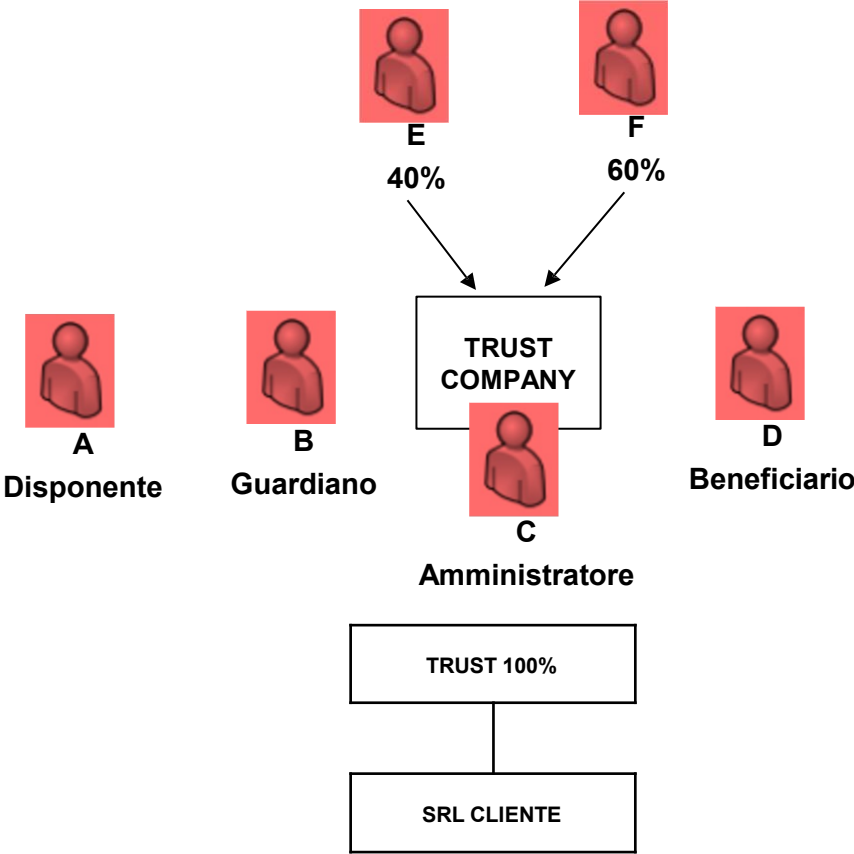 E
F
40%
60%
TRUST
COMPANY
A
B
D
Disponente
Guardiano
Beneficiario
C
Amministratore
TRUST 100%
SRL CLIENTE